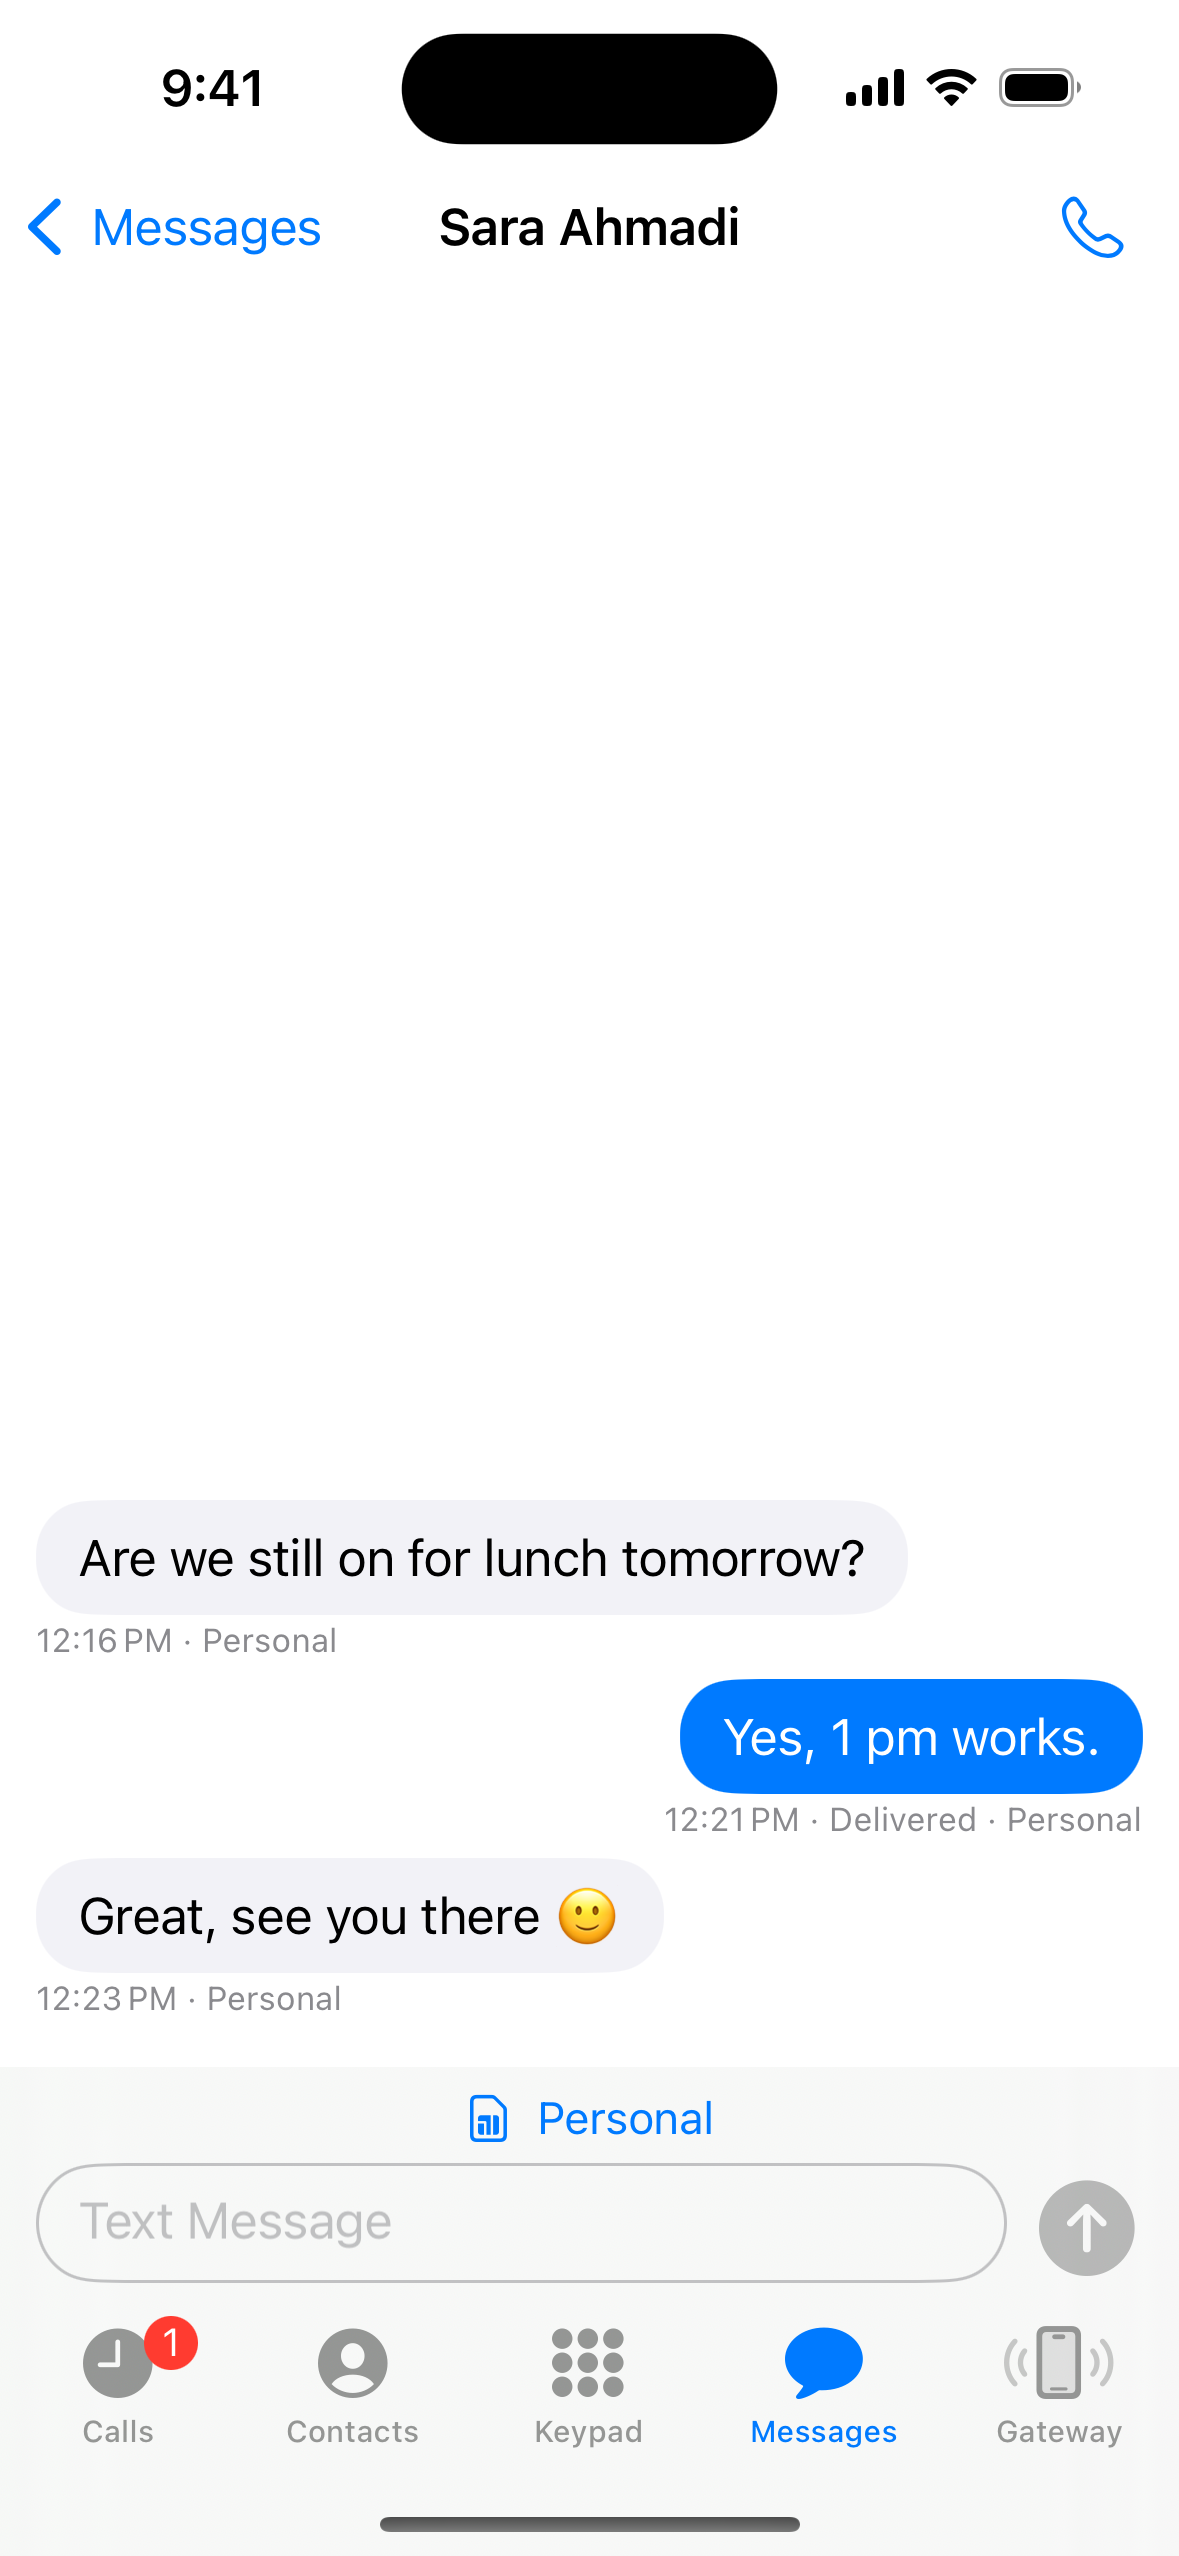 9:41
Messages
Sara Ahmadi
Are we still on for lunch tomorrow?
12:16 PM · Personal
Yes, 1 pm works.
12:21 PM · Delivered · Personal
Great, see you there 🙂
12:23 PM · Personal
Personal
Text Message
1
Calls
Contacts
Keypad
Messages
Gateway